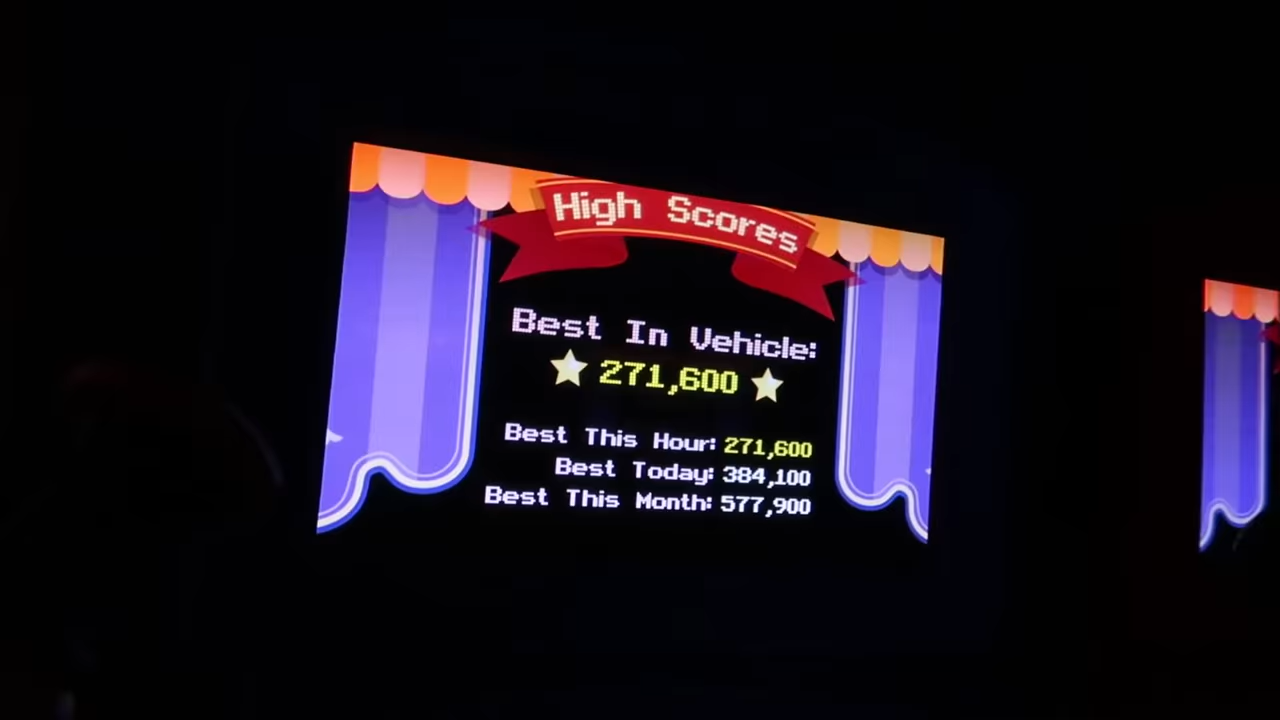 High Scores
Best In Vehicle:
271,600
Best This Hour: 271,600
Best Today: 384,100
Best This Month: 577,900